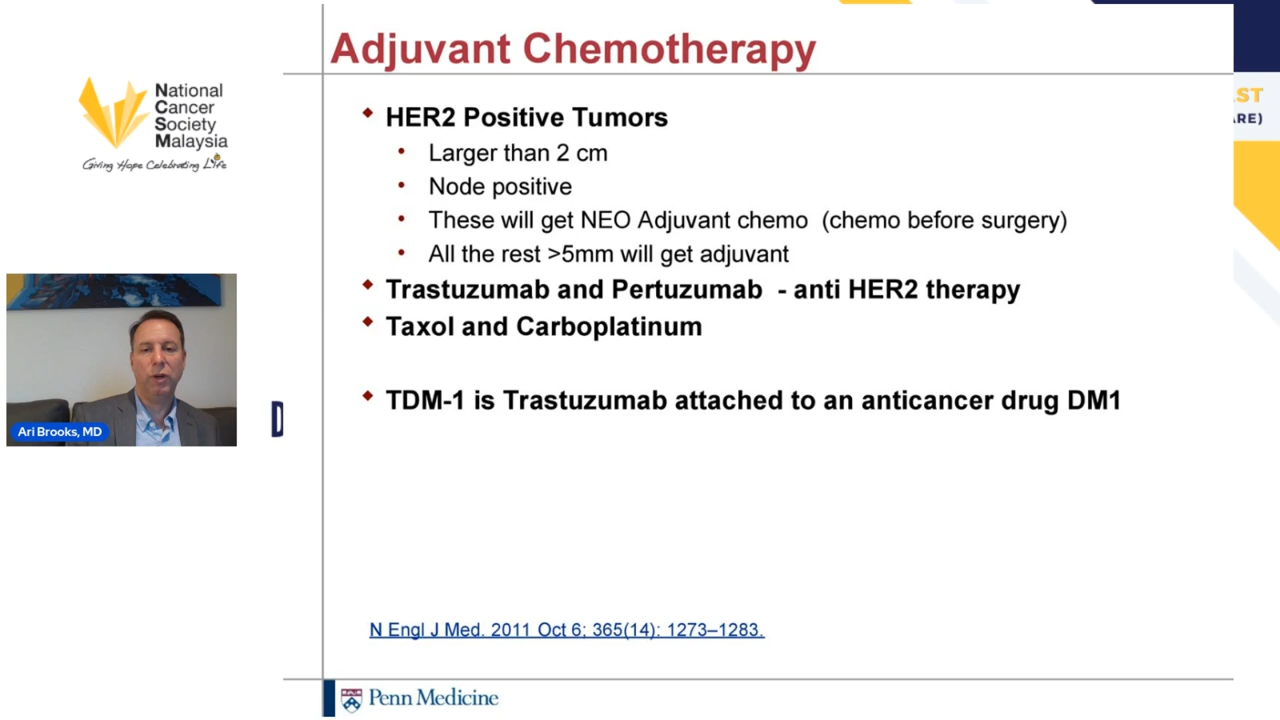 Adjuvant Chemotherapy
National
Cancer
Society
Malaysia
Giving Hope Celebrating Life
ST
RE)
HER2 Positive Tumors
Larger than 2 cm
Node positive
These will get NEO Adjuvant chemo (chemo before surgery)
All the rest >5mm will get adjuvant
Trastuzumab and Pertuzumab - anti HER2 therapy
Taxol and Carboplatinum
TDM-1 is Trastuzumab attached to an anticancer drug DM1
Ari Brooks, MD
D
N Engl J Med. 2011 Oct 6; 365(14): 1273–1283.
Penn Medicine